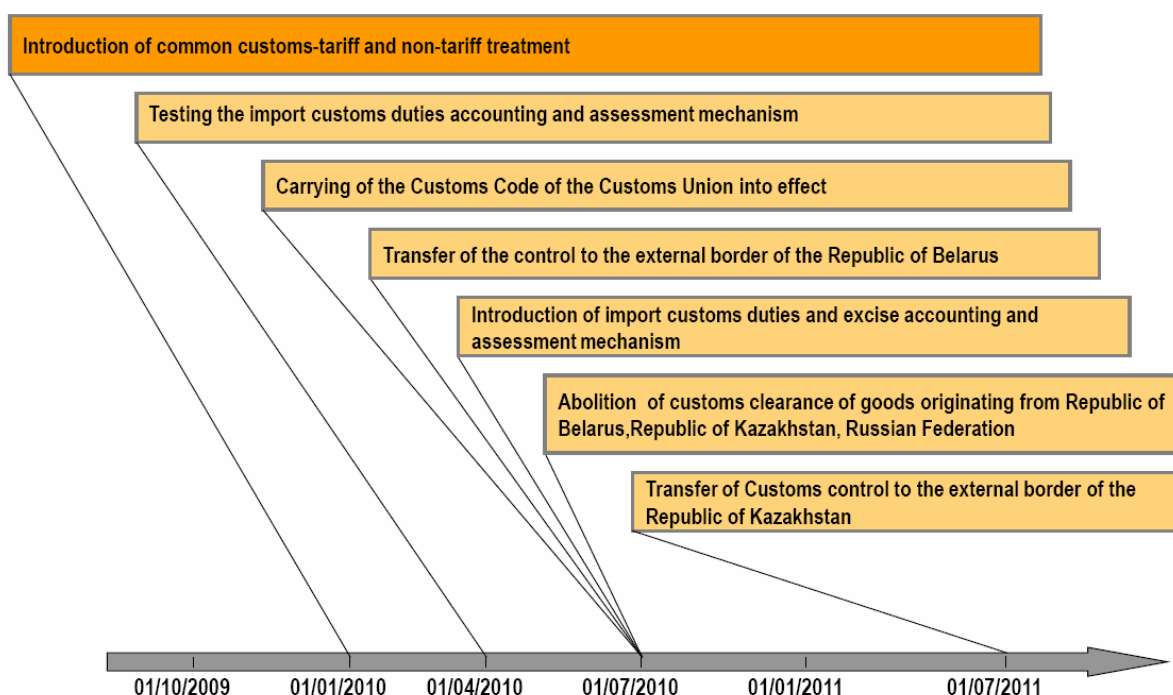 Introduction of common customs-tariff and non-tariff treatment
Testing the import customs duties accounting and assessment mechanism
Carrying of the Customs Code of the Customs Union into effect
Transfer of the control to the external border of the Republic of Belarus
Introduction of import customs duties and excise accounting and
assessment mechanism
Abolition of customs clearance of goods originating from Republic of
Belarus,Republic of Kazakhstan, Russian Federation
Transfer of Customs control to the external border of the
Republic of Kazakhstan
01/10/2009 01/01/2010 01/04/2010 01/07/2010 01/01/2011 01/07/2011